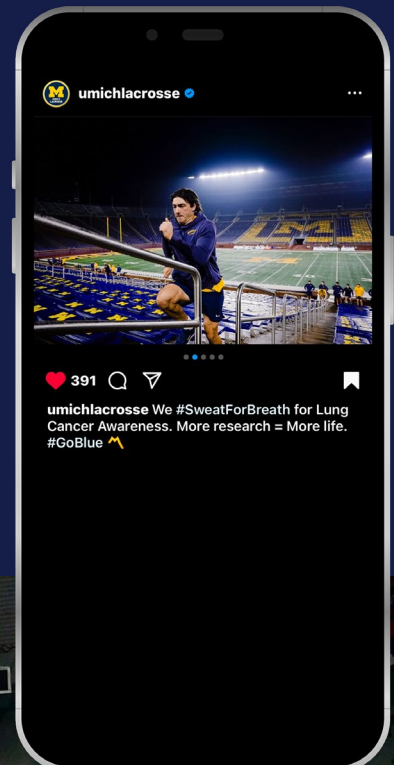 umichlacrosse
391
umichlacrosse We #SweatForBreath for Lung
Cancer Awareness. More research = More life.
#GoBlue